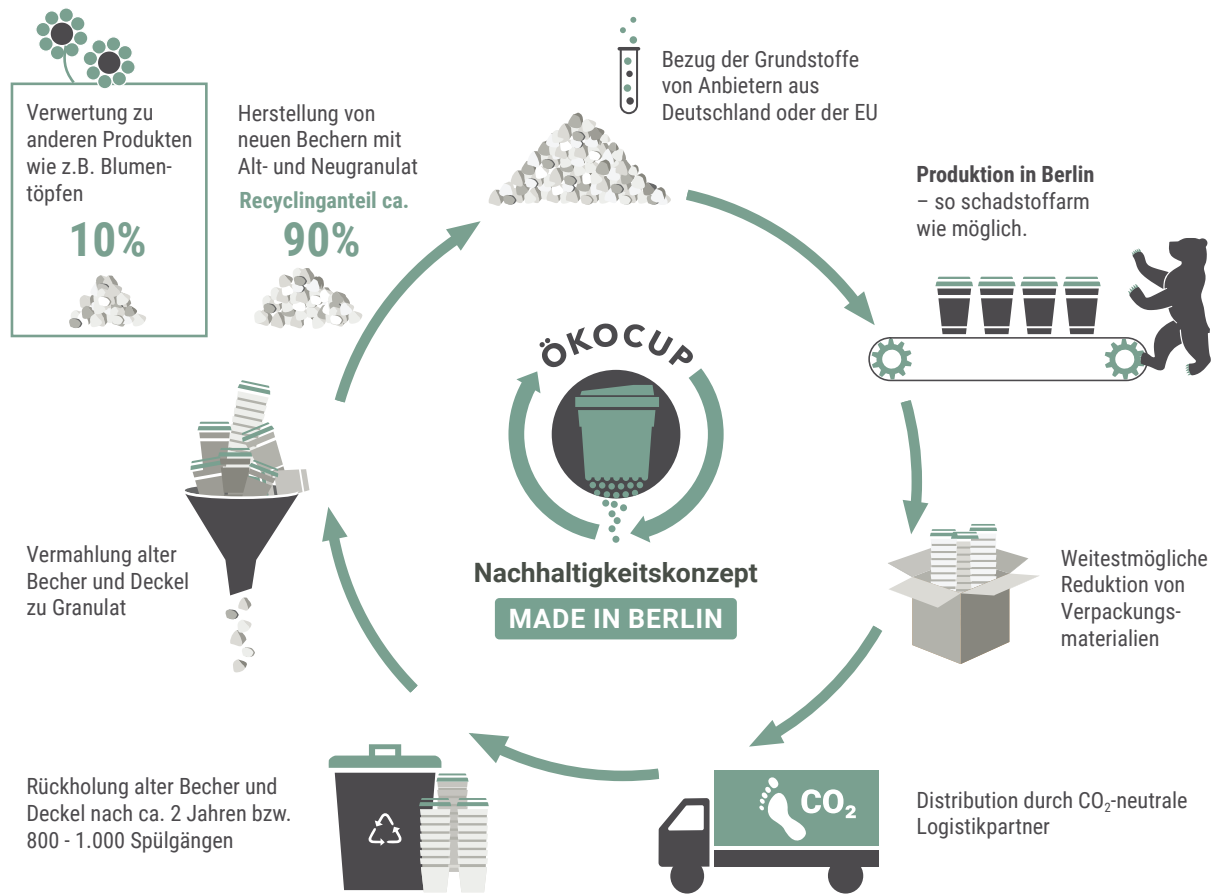 Verwertung zu
anderen Produkten
wie z.B. Blumen-
töpfen
10%
Herstellung von
neuen Bechern mit
Alt- und Neugranulat
Recyclinganteil ca.
90%
Bezug der Grundstoffe
von Anbietern aus
Deutschland oder der EU
Produktion in Berlin
– so schadstoffarm
wie möglich.
ÖKOCUP
Nachhaltigkeitskonzept
MADE IN BERLIN
Weitestmögliche
Reduktion von
Verpackungs-
materialien
CO₂
Distribution durch CO₂-neutrale
Logistikpartner
Rückholung alter Becher und
Deckel nach ca. 2 Jahren bzw.
800 - 1.000 Spülgängen
Vermahlung alter
Becher und Deckel
zu Granulat